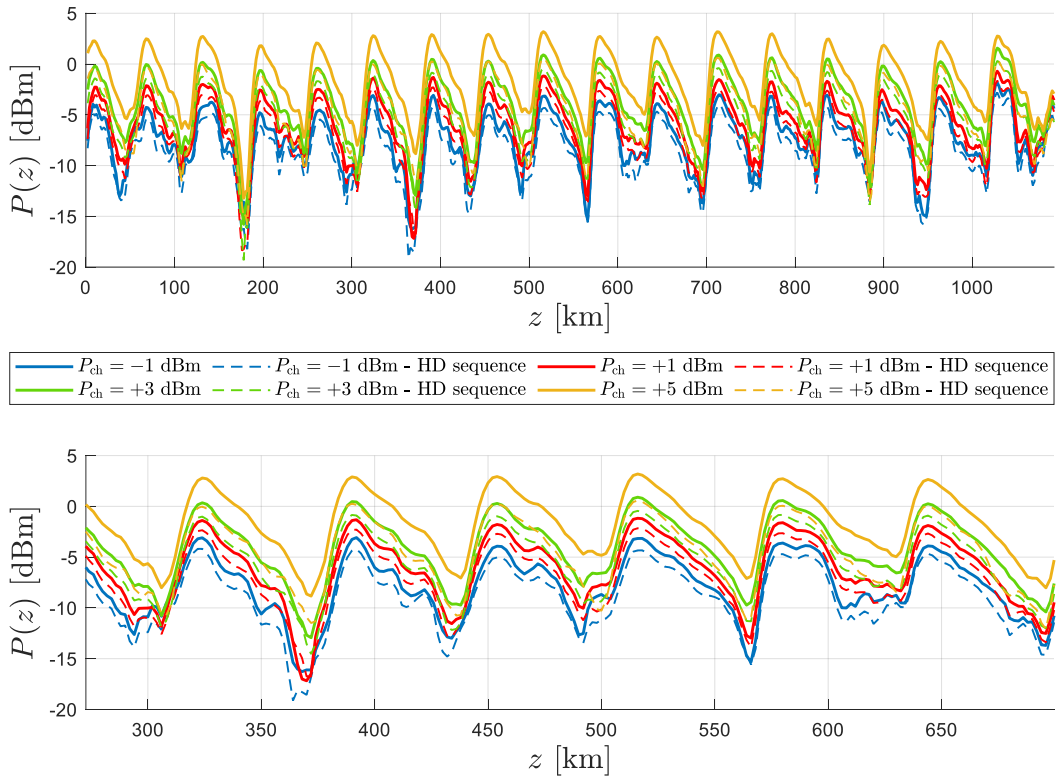 5
0
-5
-10
-15
-20
P(z) [dBm]
0 100 200 300 400 500 600 700 800 900 1000
z [km]
P_ch = −1 dBm P_ch = −1 dBm - HD sequence P_ch = +1 dBm P_ch = +1 dBm - HD sequence
P_ch = +3 dBm P_ch = +3 dBm - HD sequence P_ch = +5 dBm P_ch = +5 dBm - HD sequence
5
0
-5
-10
-15
-20
P(z) [dBm]
300 350 400 450 500 550 600 650
z [km]